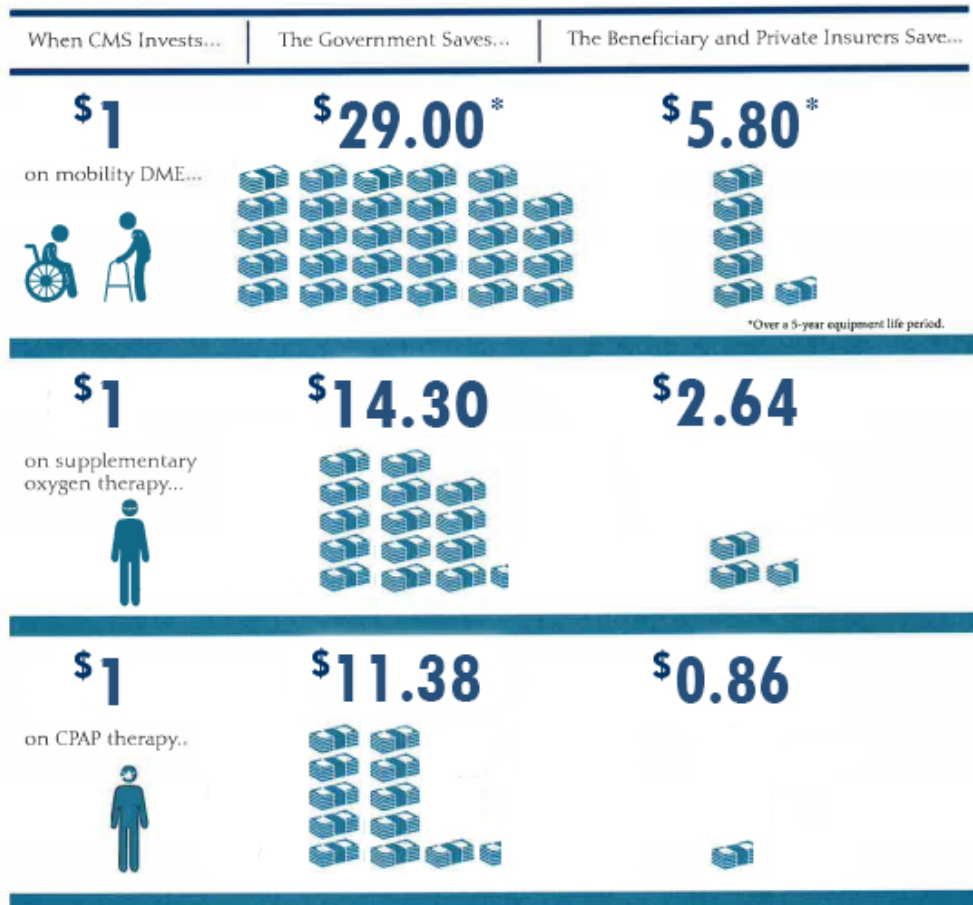 When CMS Invests...
The Government Saves...
The Beneficiary and Private Insurers Save...
$1
$29.00*
$5.80*
on mobility DME...
*Over a 5-year equipment life period.
$1
$14.30
$2.64
on supplementary
oxygen therapy...
$1
$11.38
$0.86
on CPAP therapy..